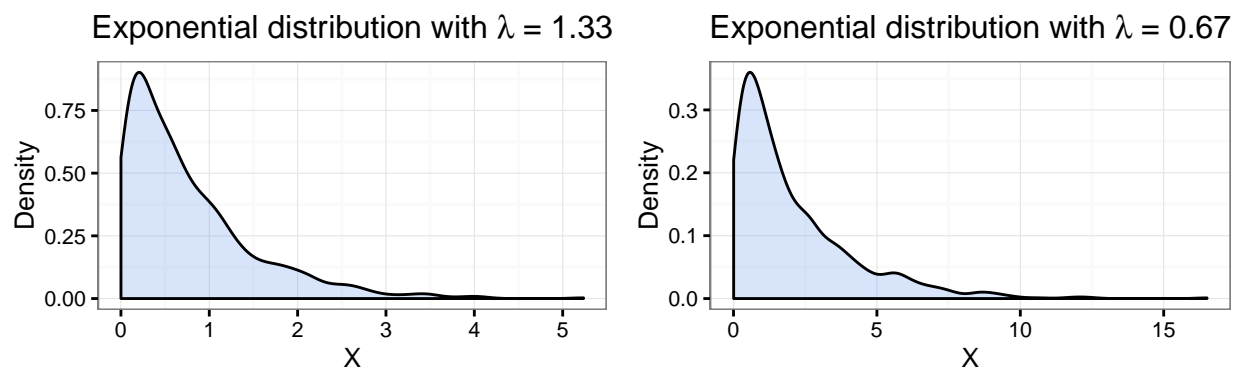 Exponential distribution with λ = 1.33
Density
0.75
0.50
0.25
0.00
0 1 2 3 4 5
X
Exponential distribution with λ = 0.67
Density
0.3
0.2
0.1
0.0
0 5 10 15
X